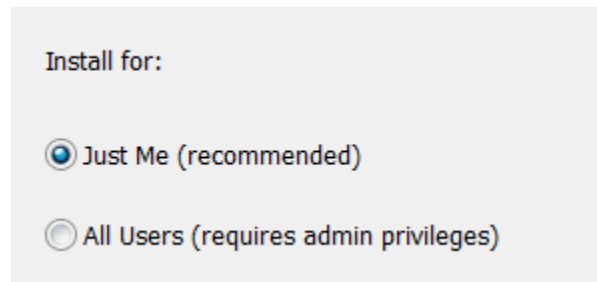 Install for:
Just Me (recommended)
All Users (requires admin privileges)